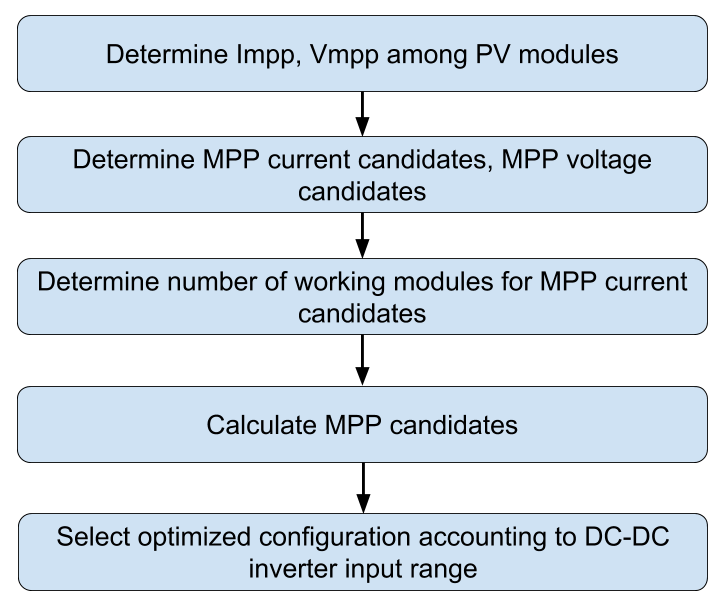 Determine Impp, Vmpp among PV modules
Determine MPP current candidates, MPP voltage
candidates
Determine number of working modules for MPP current
candidates
Calculate MPP candidates
Select optimized configuration accounting to DC-DC
inverter input range